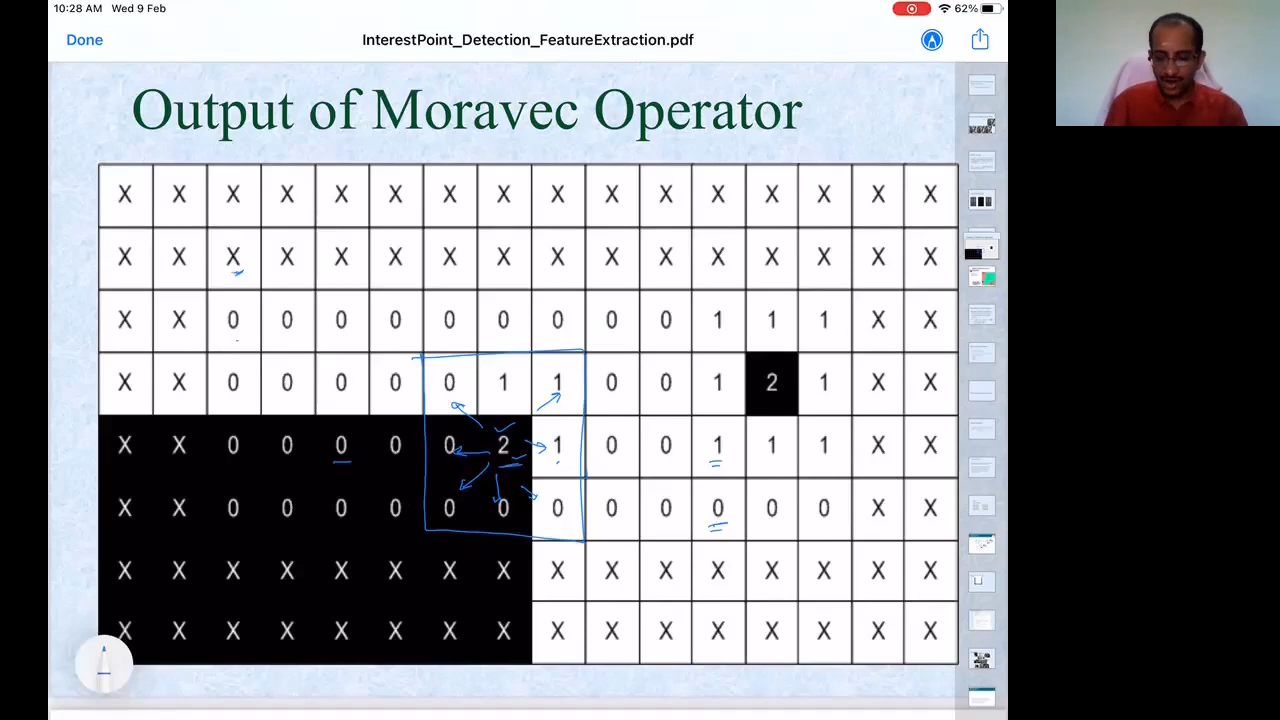 10:28 AM Wed 9 Feb 62%
Done InterestPoint_Detection_FeatureExtraction.pdf
Output of Moravec Operator
X X X X X X X X X X X X X X X X
X X X X X X X X X X X X X X X X
X X 0 0 0 0 0 0 0 0 0 1 1 1 X X
X X 0 0 0 0 0 1 1 0 0 1 2 1 X X
X X 0 0 0 0 0 2 1 0 0 1 1 1 X X
X X 0 0 0 0 0 0 0 0 0 0 0 0 X X
X X X X X X X X X X X X X X X X
X X X X X X X X X X X X X X X X